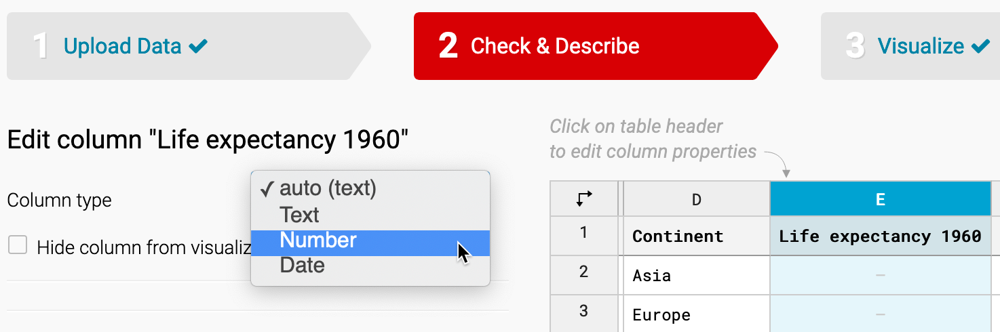 1 Upload Data ✔
2 Check & Describe
3 Visualize ✔
Edit column "Life expectancy 1960"
Column type
✓ auto (text)
Text
Number
Date
Hide column from visualiz
Click on table header
to edit column properties
D E
1 Continent Life expectancy 1960
2 Asia –
3 Europe –